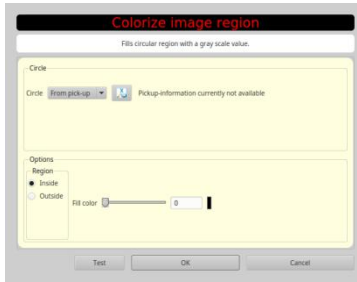 Colorize image region
Fills circular region with a gray scale value.
Circle
Circle From pick-up Pickup-information currently not available
Options
Region
Inside
Outside
Fill color 0
Test OK Cancel